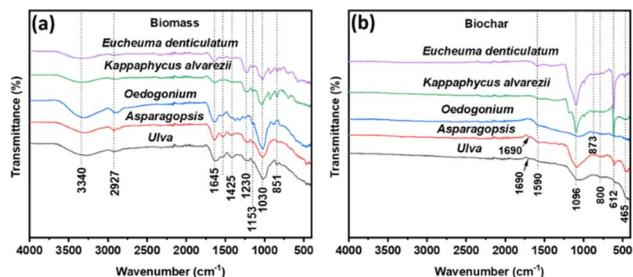 (a)
Biomass
Eucheuma denticulatum
Kappaphycus alvarezii
Oedogonium
Asparagopsis
Ulva
3340
2927
1645
1425
1230
1153
1030
851
Transmittance (%)
4000 3500 3000 2500 2000 1500 1000 500
Wavenumber (cm⁻¹)
(b)
Biochar
Eucheuma denticulatum
Kappaphycus alvarezii
Oedogonium
Asparagopsis
Ulva
1690
1690
1590
1096
873
800
612
465
Transmittance (%)
4000 3500 3000 2500 2000 1500 1000 500
Wavenumber (cm⁻¹)